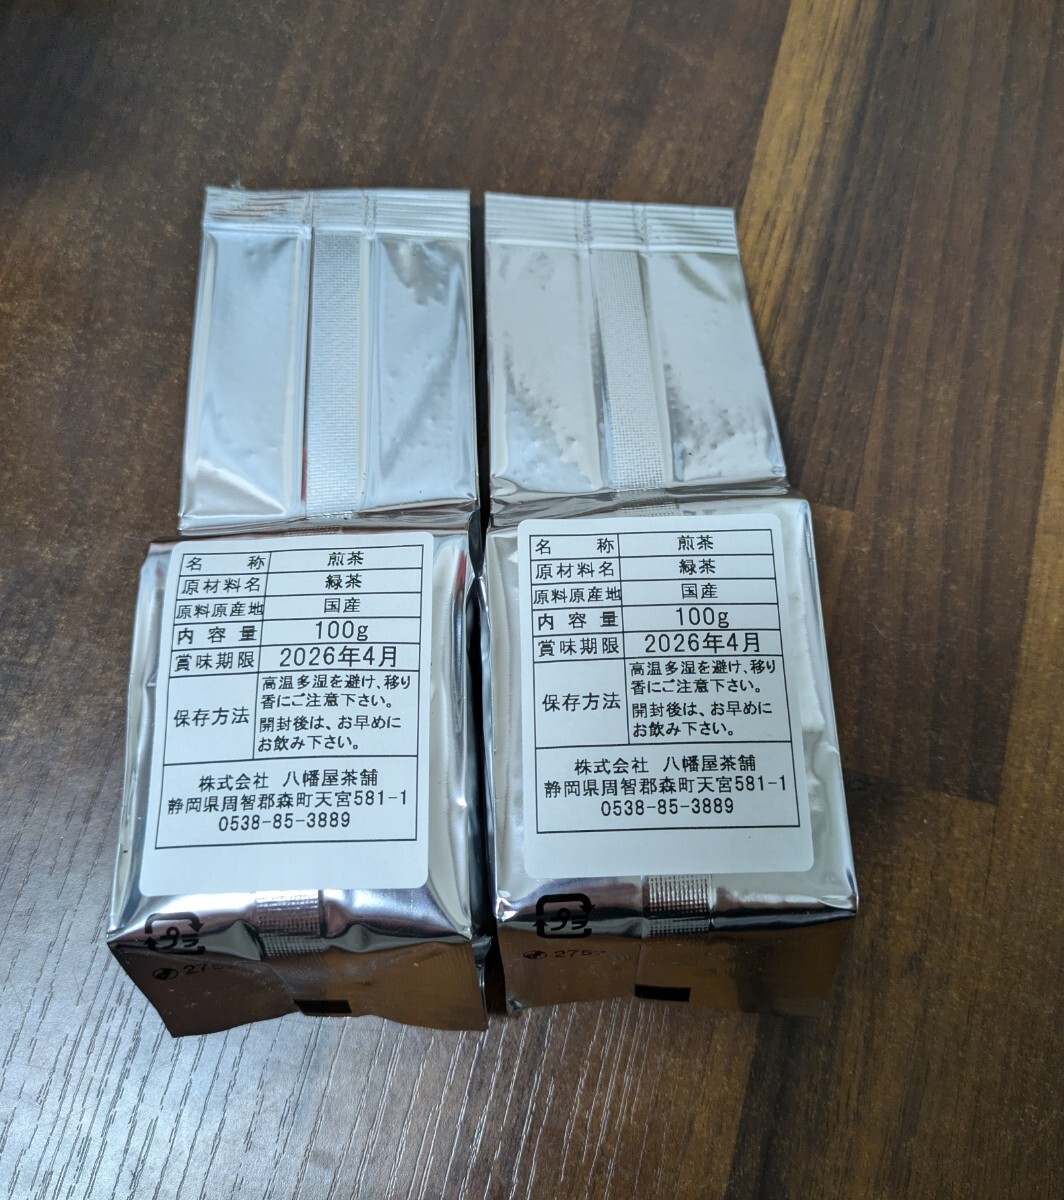 名称 煎茶
原材料名 緑茶
原料原産地 国産
内容量 100g
賞味期限 2026年4月
保存方法 高温多湿を避け、移り
香にご注意下さい。
開封後は、お早めに
お飲み下さい。
株式会社 八幡屋茶舗
静岡県周智郡森町天宮581-1
0538-85-3889
プラ
275
名称 煎茶
原材料名 緑茶
原料原産地 国産
内容量 100g
賞味期限 2026年4月
保存方法 高温多湿を避け、移り
香にご注意下さい。
開封後は、お早めに
お飲み下さい。
株式会社 八幡屋茶舗
静岡県周智郡森町天宮581-1
0538-85-3889
プラ
275